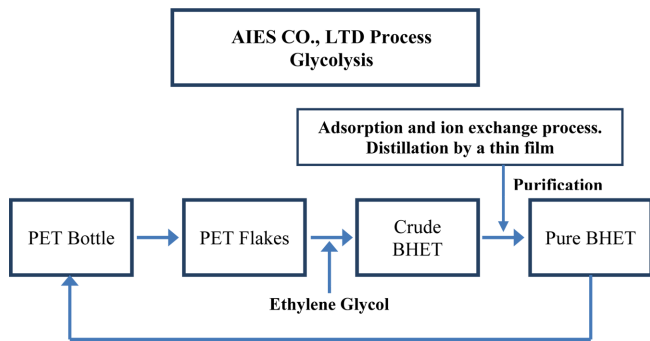 AIES CO., LTD Process
Glycolysis
Adsorption and ion exchange process.
Distillation by a thin film
Purification
PET Bottle
PET Flakes
Crude
BHET
Pure BHET
Ethylene Glycol